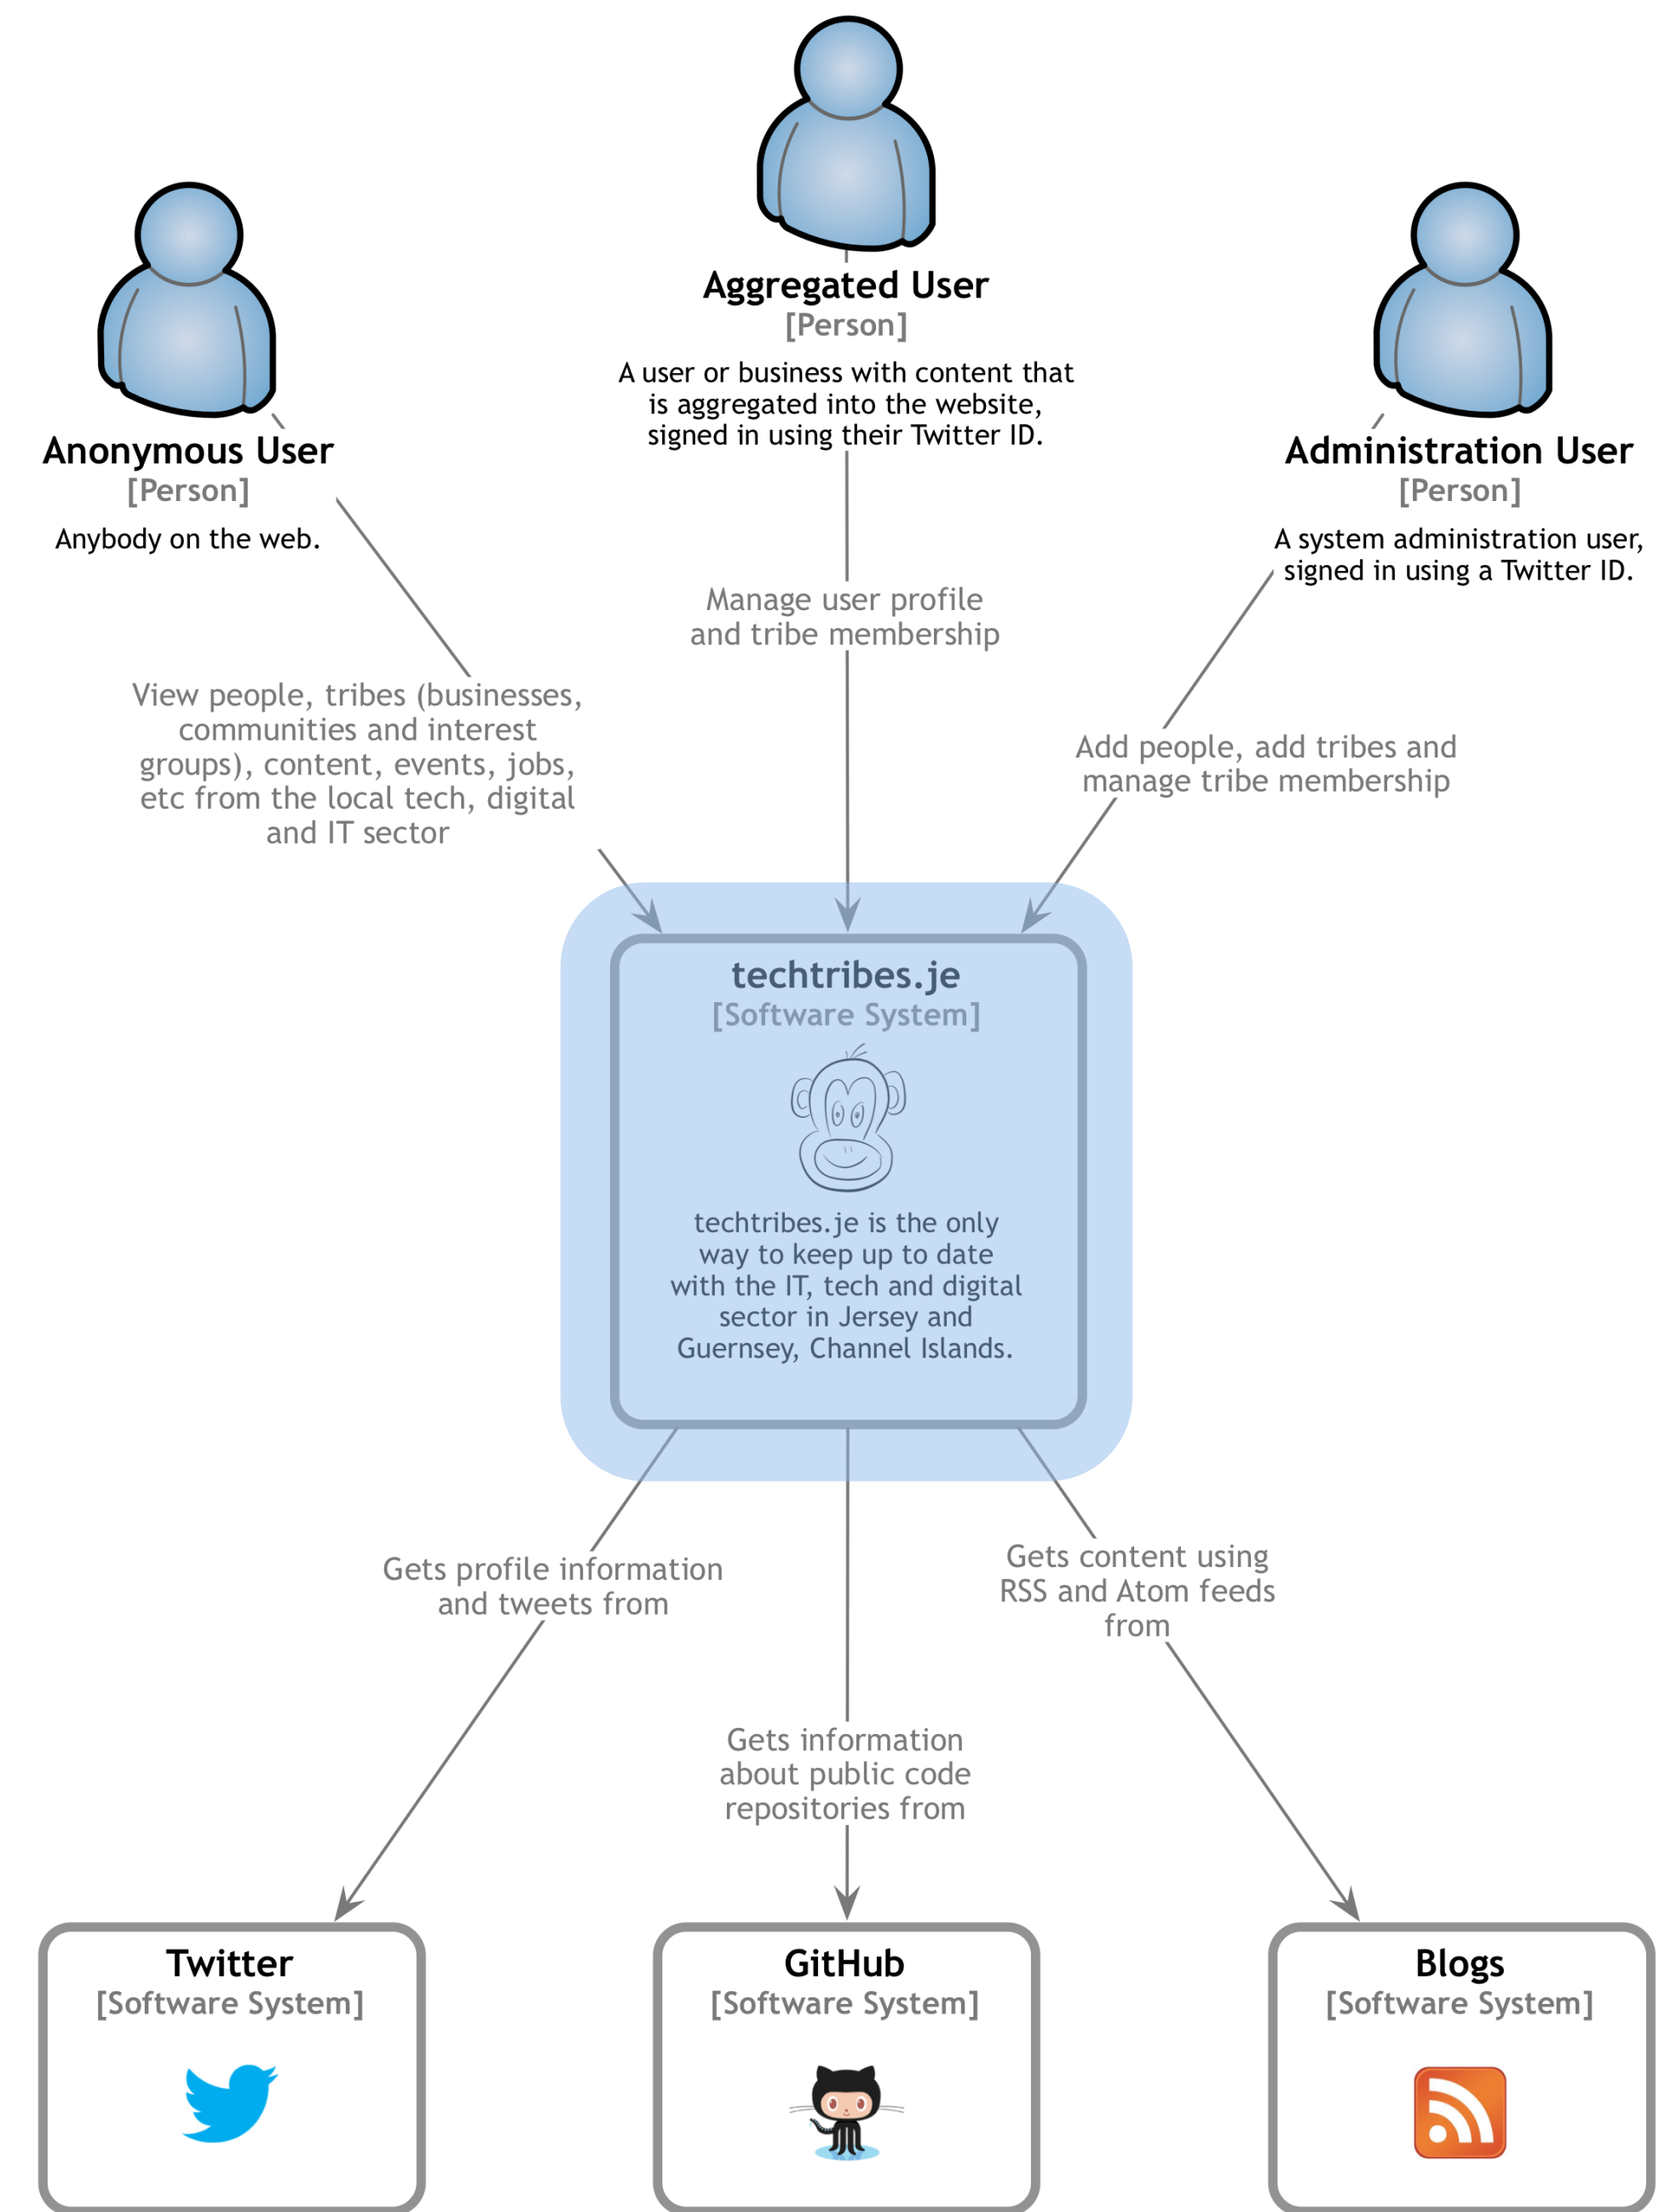 Aggregated User
[Person]
A user or business with content that
is aggregated into the website,
signed in using their Twitter ID.
Anonymous User
[Person]
Anybody on the web.
Administration User
[Person]
A system administration user,
signed in using a Twitter ID.
Manage user profile
and tribe membership
View people, tribes (businesses,
communities and interest
groups), content, events, jobs,
etc from the local tech, digital
and IT sector
Add people, add tribes and
manage tribe membership
techtribes.je
[Software System]
techtribes.je is the only
way to keep up to date
with the IT, tech and digital
sector in Jersey and
Guernsey, Channel Islands.
Gets profile information
and tweets from
Gets content using
RSS and Atom feeds
from
Gets information
about public code
repositories from
Twitter
[Software System]
GitHub
[Software System]
Blogs
[Software System]